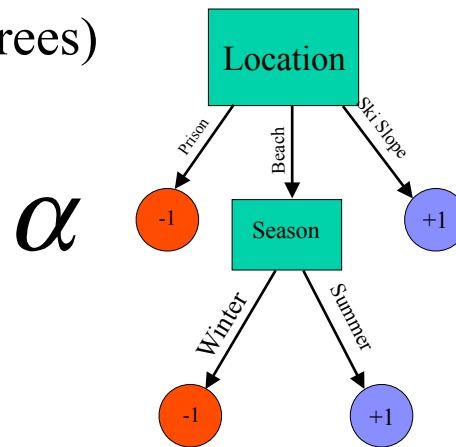 rees)
Location
Prison
Beach
Ski Slope
α
-1
Season
+1
Winter
Summer
-1
+1